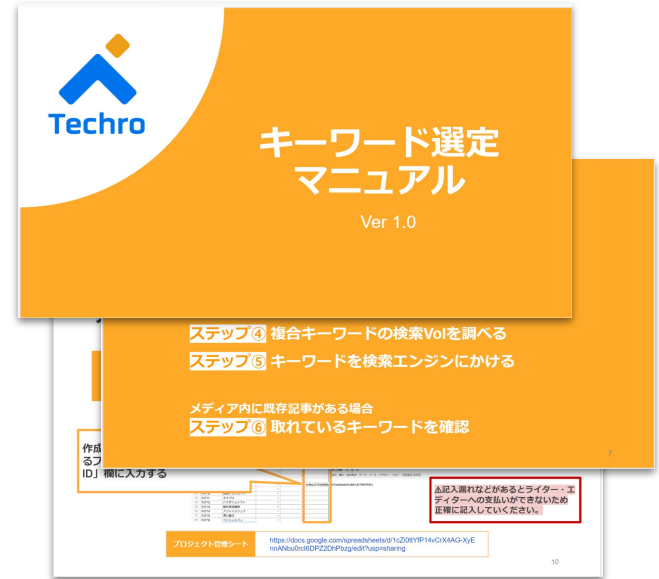 Techro
キーワード選定
マニュアル
Ver 1.0
ステップ④ 複合キーワードの検索Volを調べる
ステップ⑤ キーワードを検索エンジンにかける
メディア内に既存記事がある場合
ステップ⑥ 取れているキーワードを確認
7
作成
るフ
ID」欄に入力する
⚠記入漏れなどがあるとライター・エ
ディターへの支払いができないため
正確に記入していください。
プロジェクト管理シート
https://docs.google.com/spreadsheets/d/1cZi0ttYfP14vCrX4AG-XyE
nnANbu0rcI6DPZ2DhPbzg/edit?usp=sharing
10